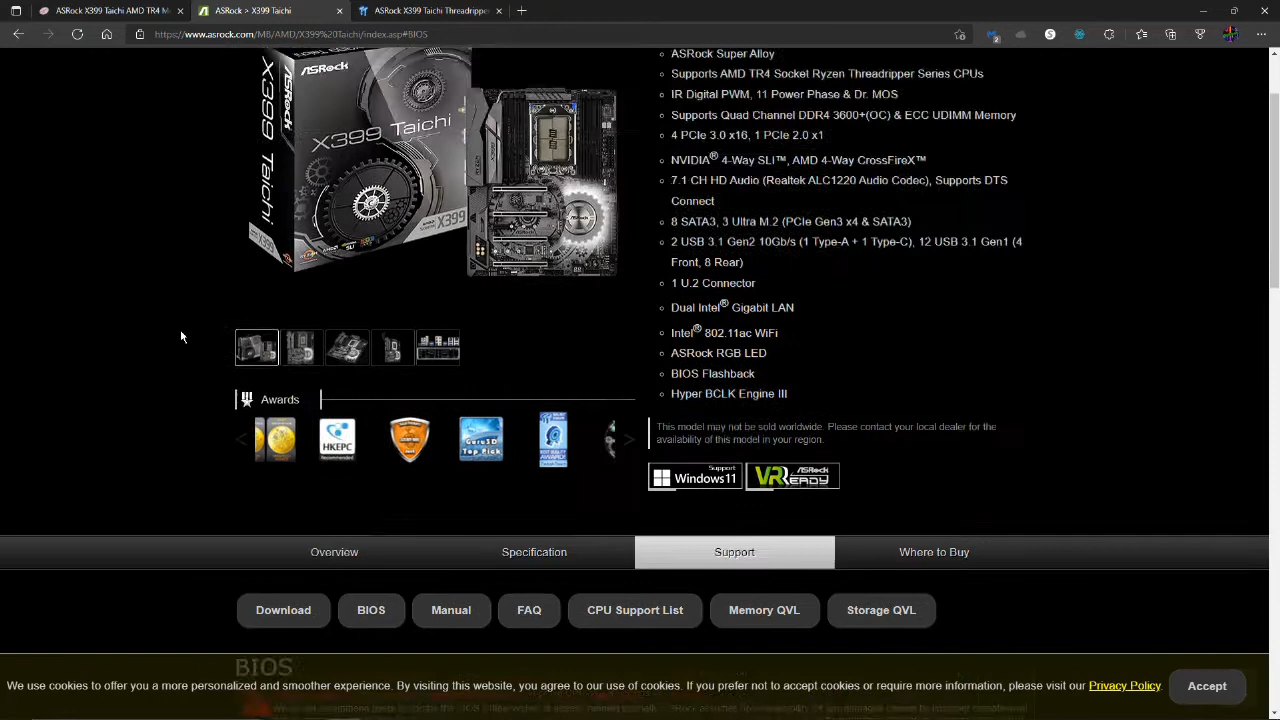 ASRock X399 Taichi AMD TR4 M
ASRock > X399 Taichi
ASRock X399 Taichi Threadripper
https://www.asrock.com/MB/AMD/X399%20Taichi/index.asp#BIOS
2
ASRock Super Alloy
Supports AMD TR4 Socket Ryzen Threadripper Series CPUs
IR Digital PWM, 11 Power Phase & Dr. MOS
Supports Quad Channel DDR4 3600+(OC) & ECC UDIMM Memory
4 PCIe 3.0 x16, 1 PCIe 2.0 x1
NVIDIA® 4-Way SLI™, AMD 4-Way CrossFireX™
7.1 CH HD Audio (Realtek ALC1220 Audio Codec), Supports DTS
Connect
8 SATA3, 3 Ultra M.2 (PCIe Gen3 x4 & SATA3)
2 USB 3.1 Gen2 10Gb/s (1 Type-A + 1 Type-C), 12 USB 3.1 Gen1 (4
Front, 8 Rear)
1 U.2 Connector
Dual Intel® Gigabit LAN
Intel® 802.11ac WiFi
ASRock RGB LED
BIOS Flashback
Hyper BCLK Engine III
ASRock
X399 Taichi
X399 Taichi
X399
Awards
HKEPC
Guru3D
Top Pick
This model may not be sold worldwide. Please contact your local dealer for the
availability of this model in your region.
Support
Windows11
VR ASRock
READY
Overview
Specification
Support
Where to Buy
Download
BIOS
Manual
FAQ
CPU Support List
Memory QVL
Storage QVL
BIOS
We use cookies to offer you a more personalized and smoother experience. By visiting this website, you agree to our use of cookies. If you prefer not to accept cookies or require more information, please visit our Privacy Policy.
Accept